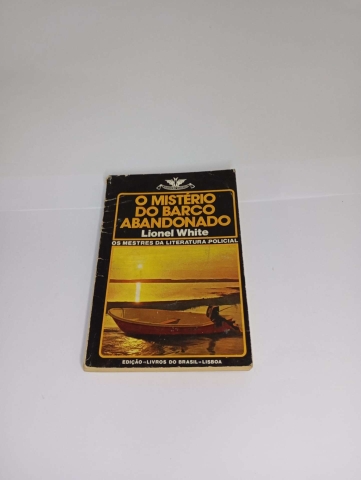 O MISTÉRIO
DO BARCO
ABANDONADO
Lionel White
OS MESTRES DA LITERATURA POLICIAL
EDIÇÃO-LIVROS DO BRASIL-LISBOA